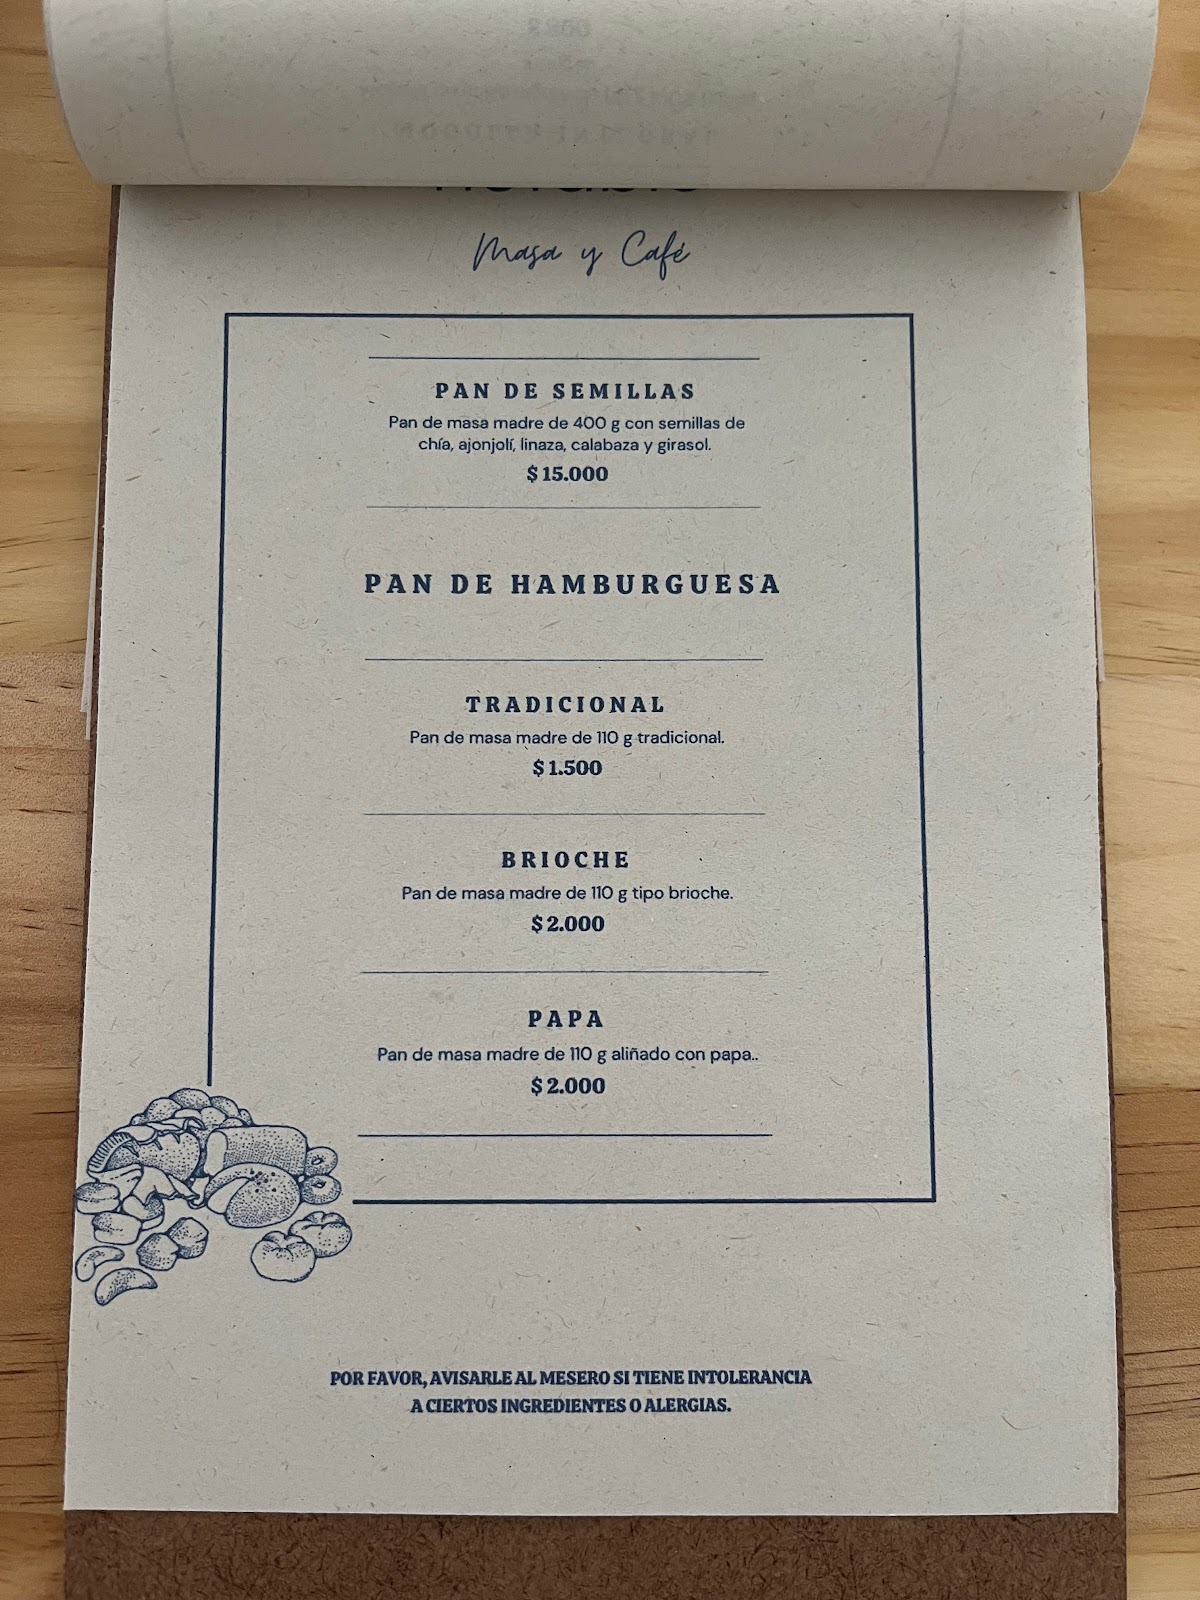 Masa y Café
PAN DE SEMILLAS
Pan de masa madre de 400 g con semillas de
chía, ajonjolí, linaza, calabaza y girasol.
$ 15.000
PAN DE HAMBURGUESA
TRADICIONAL
Pan de masa madre de 110 g tradicional.
$ 1.500
BRIOCHE
Pan de masa madre de 110 g tipo brioche.
$ 2.000
PAPA
Pan de masa madre de 110 g aliñado con papa..
$ 2.000
POR FAVOR, AVISARLE AL MESERO SI TIENE INTOLERANCIA
A CIERTOS INGREDIENTES O ALERGIAS.